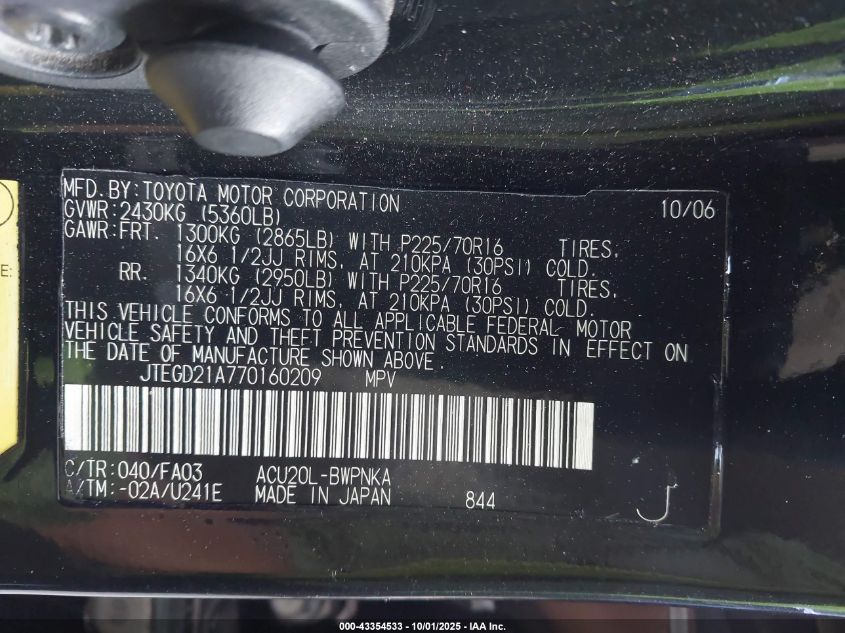 MFD. BY: TOYOTA MOTOR CORPORATION 10/06
GVWR: 2430KG (5360LB)
GAWR: FRT. 1300KG (2865LB) WITH P225/70R16 TIRES,
16X6 1/2JJ RIMS, AT 210KPA (30PSI) COLD.
RR. 1340KG (2950LB) WITH P225/70R16 TIRES,
16X6 1/2JJ RIMS, AT 210KPA (30PSI) COLD.
THIS VEHICLE CONFORMS TO ALL APPLICABLE FEDERAL MOTOR
VEHICLE SAFETY AND THEFT PREVENTION STANDARDS IN EFFECT ON
THE DATE OF MANUFACTURE SHOWN ABOVE.
JTEGD21A770160209 MPV
C/TR: 040/FA03 ACU20L-BWPNKA
A/TM: -02A/U241E MADE IN JAPAN 844 J
E:
000-43354533 - 10/01/2025 - IAA Inc.